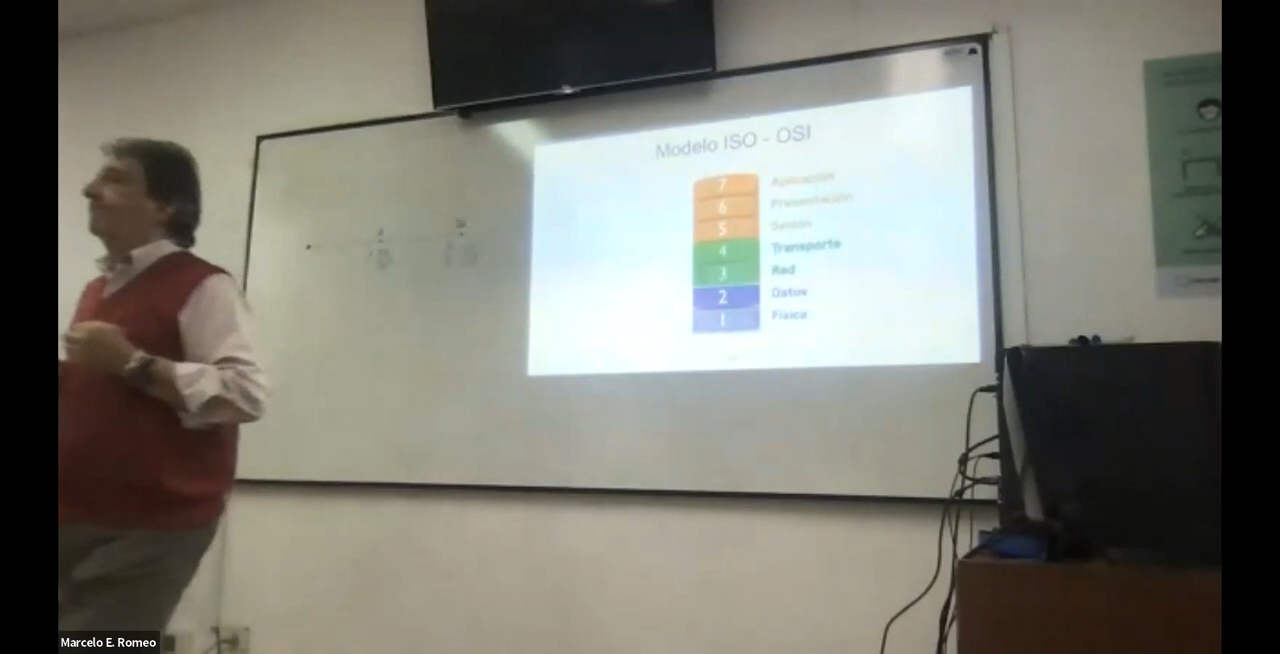 Modelo ISO - OSI
7 Aplicación
6 Presentación
5 Sesión
4 Transporte
3 Red
2 Datos
1 Física
Marcelo E. Romeo